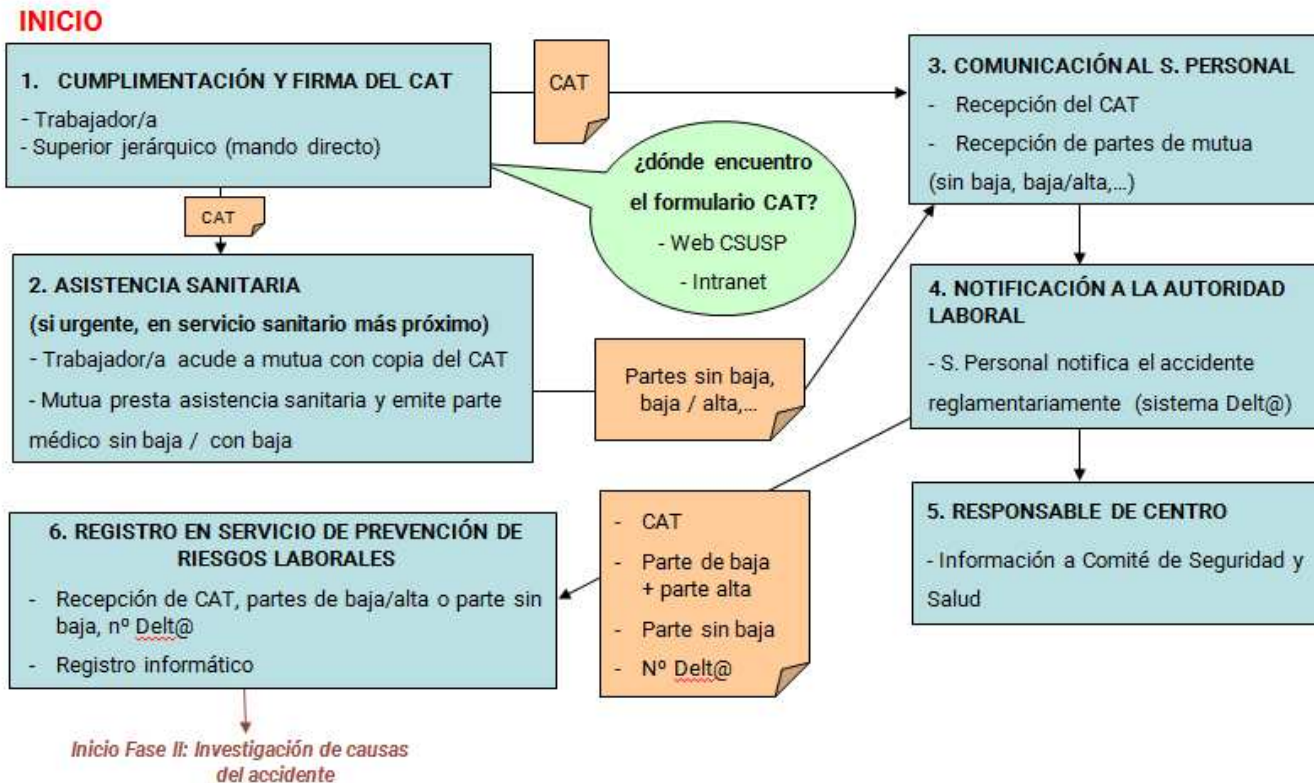 INICIO
1. CUMPLIMENTACIÓN Y FIRMA DEL CAT
- Trabajador/a
- Superior jerárquico (mando directo)
CAT
CAT
¿dónde encuentro
el formulario CAT?
- Web CSUSP
- Intranet
2. ASISTENCIA SANITARIA
(si urgente, en servicio sanitario más próximo)
- Trabajador/a acude a mutua con copia del CAT
- Mutua presta asistencia sanitaria y emite parte
médico sin baja / con baja
Partes sin baja,
baja / alta,...
3. COMUNICACIÓN AL S. PERSONAL
- Recepción del CAT
- Recepción de partes de mutua
(sin baja, baja/alta,...)
4. NOTIFICACIÓN A LA AUTORIDAD
LABORAL
- S. Personal notifica el accidente
reglamentariamente (sistema Delt@)
5. RESPONSABLE DE CENTRO
- Información a Comité de Seguridad y
Salud
- CAT
- Parte de baja
+ parte alta
- Parte sin baja
- Nº Delt@
6. REGISTRO EN SERVICIO DE PREVENCIÓN DE
RIESGOS LABORALES
- Recepción de CAT, partes de baja/alta o parte sin
baja, nº Delt@
- Registro informático
Inicio Fase II: Investigación de causas
del accidente